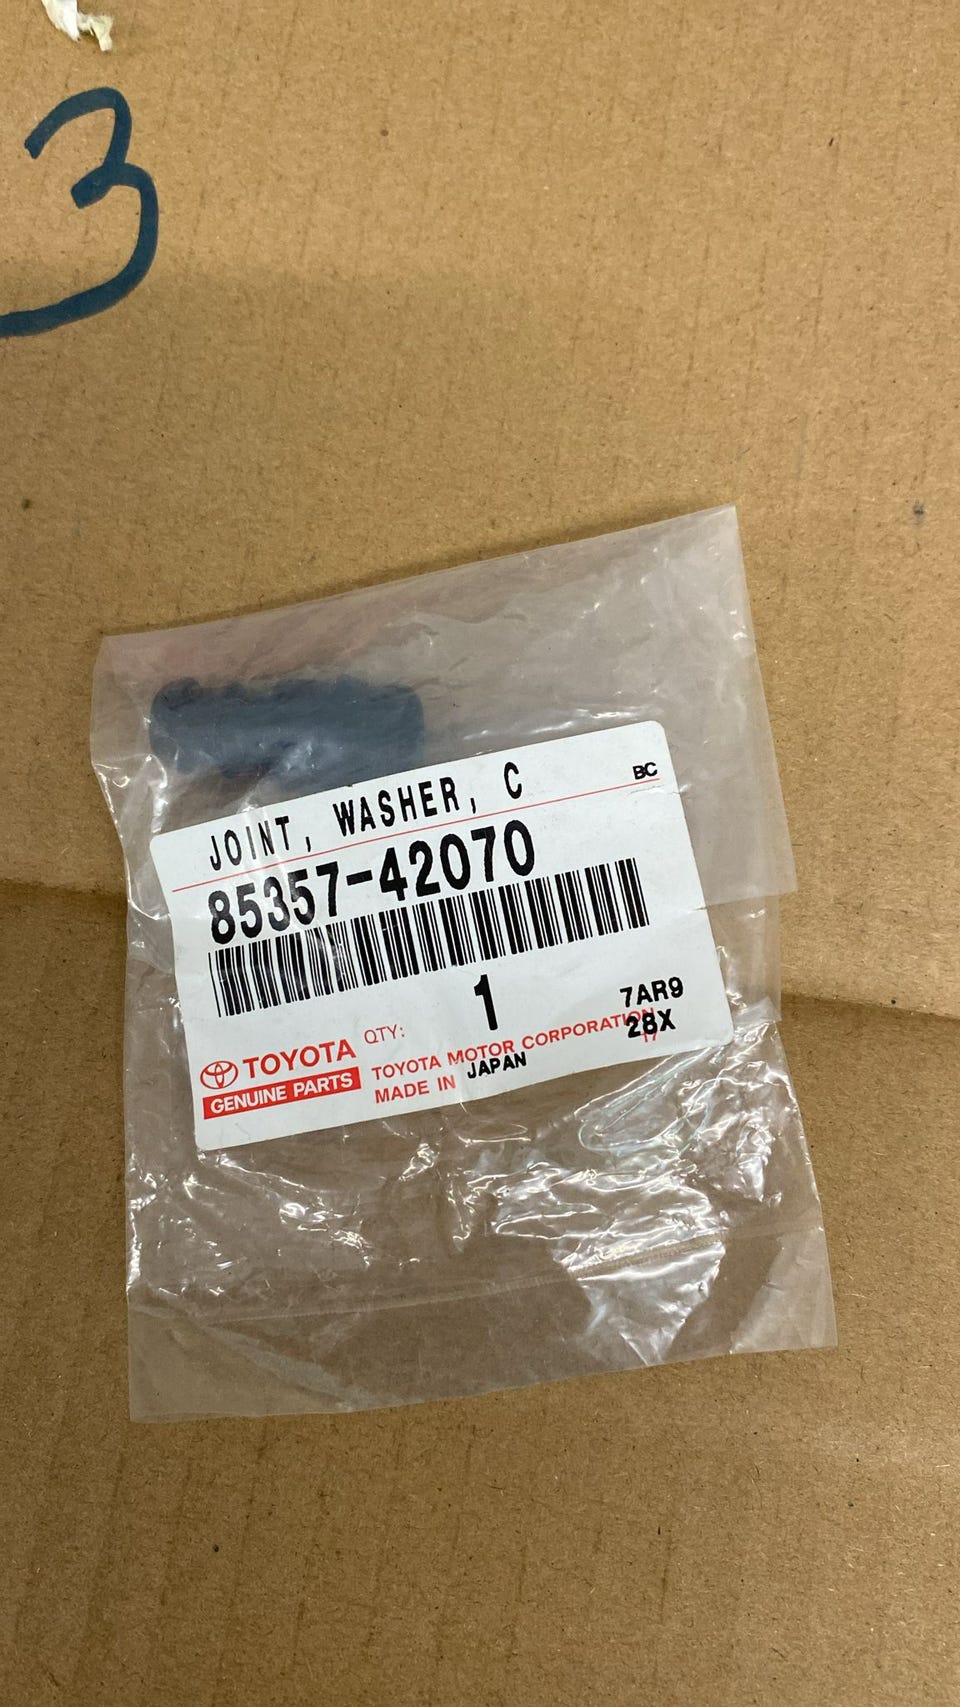 3
JOINT, WASHER, C
BC
85357-42070
QTY: 1
7AR9
28X
TOYOTA
GENUINE PARTS
TOYOTA MOTOR CORPORATION
17
MADE IN JAPAN